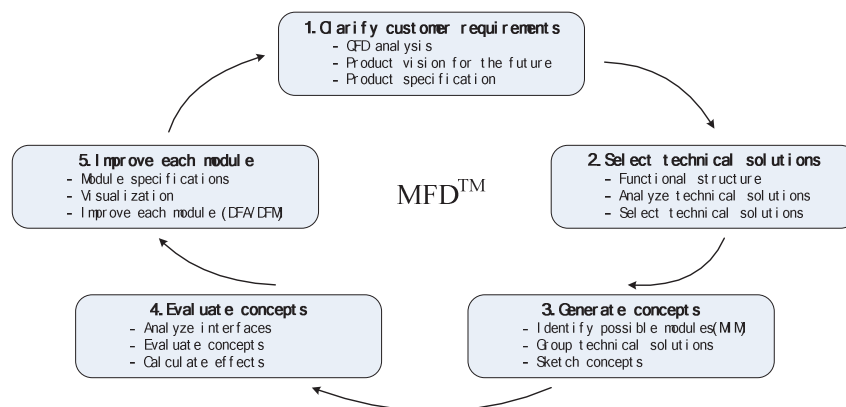 1. Clarify customer requirements
- QFD analysis
- Product vision for the future
- Product specification
2. Select technical solutions
- Functional structure
- Analyze technical solutions
- Select technical solutions
3. Generate concepts
- Identify possible modules(MIM)
- Group technical solutions
- Sketch concepts
4. Evaluate concepts
- Analyze interfaces
- Evaluate concepts
- Calculate effects
5. Improve each module
- Module specifications
- Visualization
- Improve each module (DFA/DFM)
MFD™